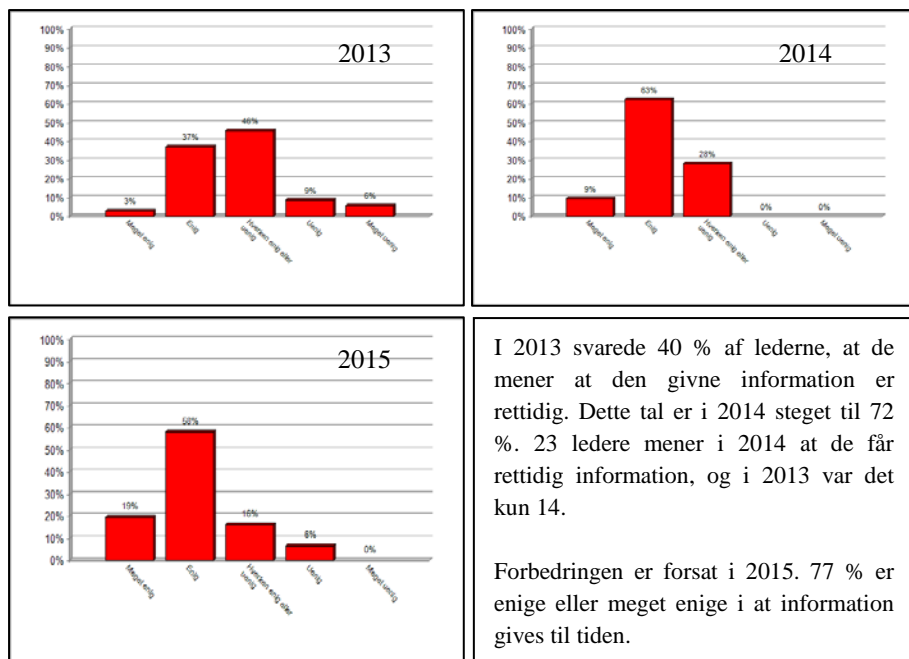 2013
100%
90%
80%
70%
60%
50%
40%
30%
20%
10%
0%
3%
37%
46%
9%
6%
Meget enig
Enig
Hverken enig eller
uenig
Uenig
Meget uenig
2014
100%
90%
80%
70%
60%
50%
40%
30%
20%
10%
0%
9%
63%
28%
0%
0%
Meget enig
Enig
Hverken enig eller
uenig
Uenig
Meget uenig
2015
100%
90%
80%
70%
60%
50%
40%
30%
20%
10%
0%
19%
58%
16%
6%
0%
Meget enig
Enig
Hverken enig eller
uenig
Uenig
Meget uenig
I 2013 svarede 40 % af lederne, at de
mener at den givne information er
rettidig. Dette tal er i 2014 steget til 72
%. 23 ledere mener i 2014 at de får
rettidig information, og i 2013 var det
kun 14.
Forbedringen er forsat i 2015. 77 % er
enige eller meget enige i at information
gives til tiden.